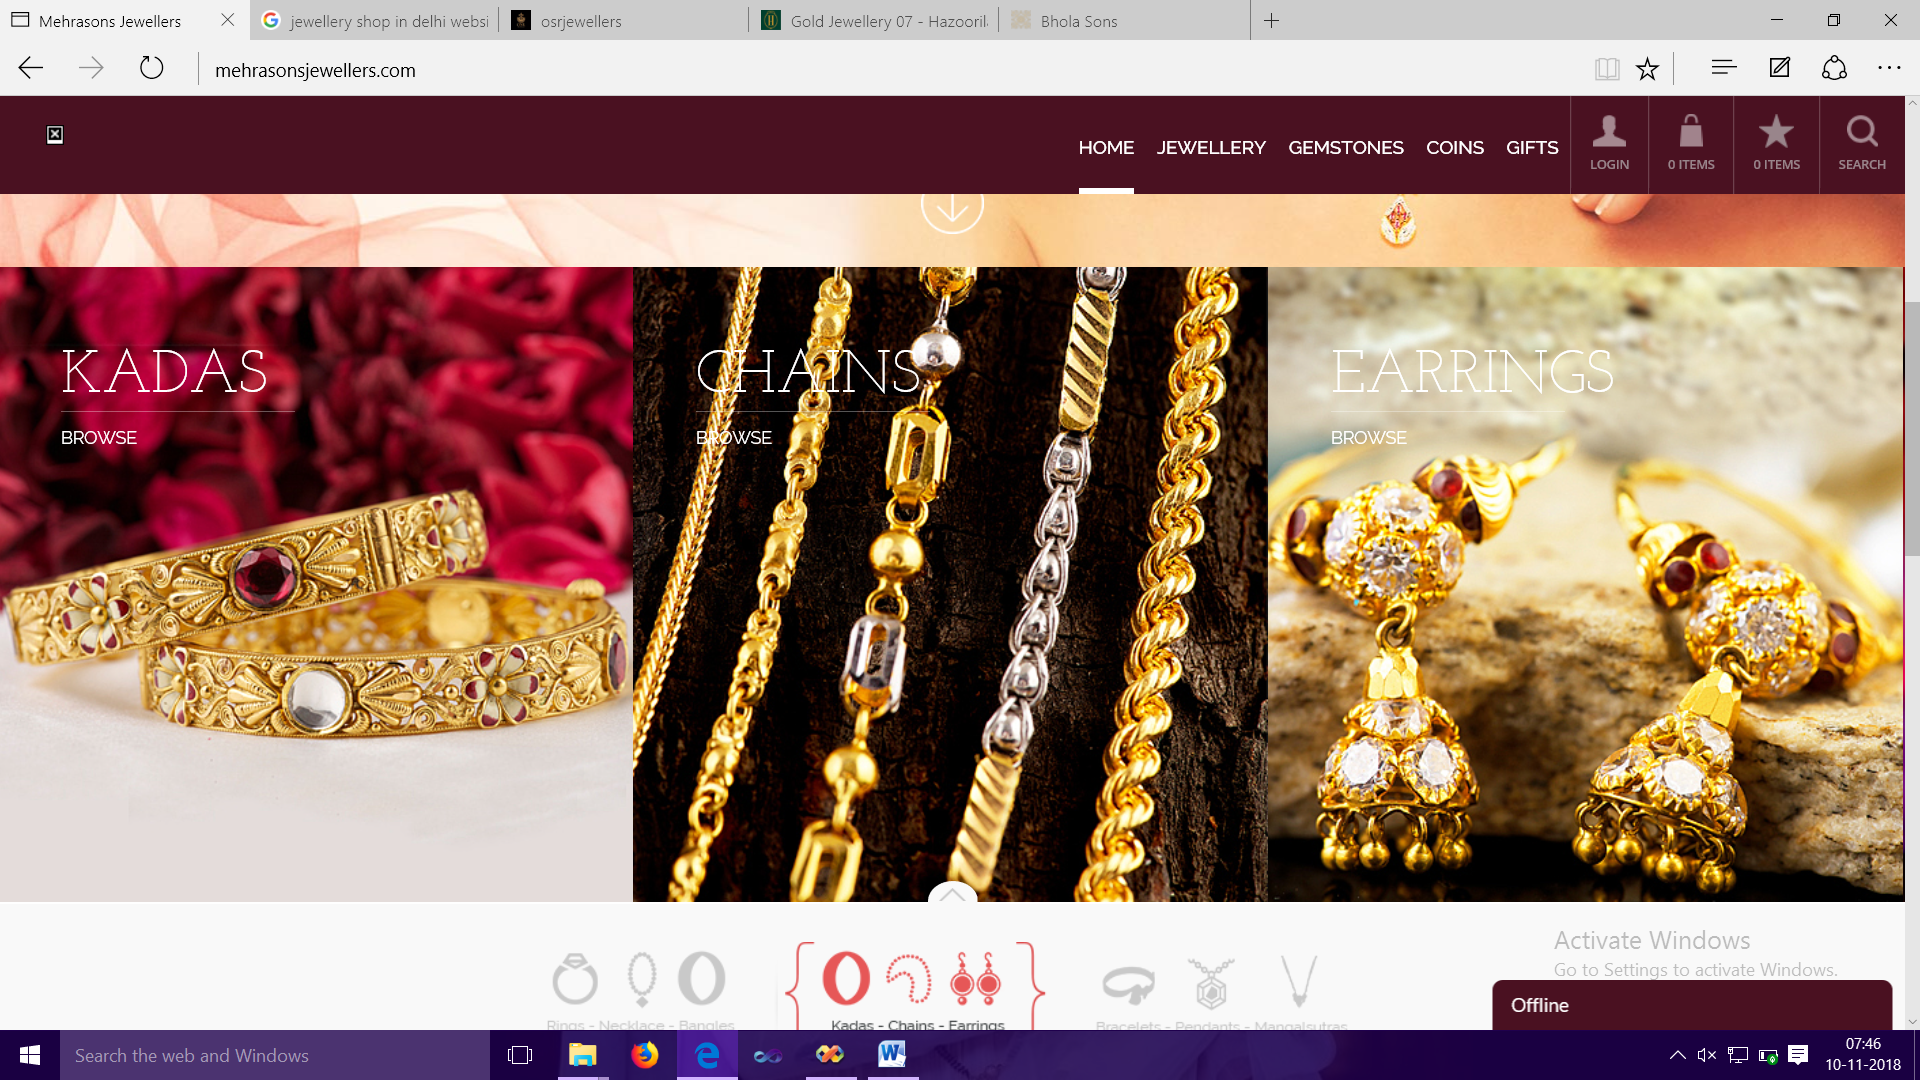 Mehrasons Jewellers
jewellery shop in delhi websi
osrjewellers
Gold Jewellery 07 - Hazooril
Bhola Sons
mehrasonsjewellers.com
HOME JEWELLERY GEMSTONES COINS GIFTS
LOGIN
0 ITEMS
0 ITEMS
SEARCH
KADAS
BROWSE
CHAINS
BROWSE
EARRINGS
BROWSE
Rings - Necklace - Bangles
Kadas - Chains - Earrings
Bracelets - Pendants - Mangalsutras
Activate Windows
Go to Settings to activate Windows.
Offline
Search the web and Windows
07:46
10-11-2018